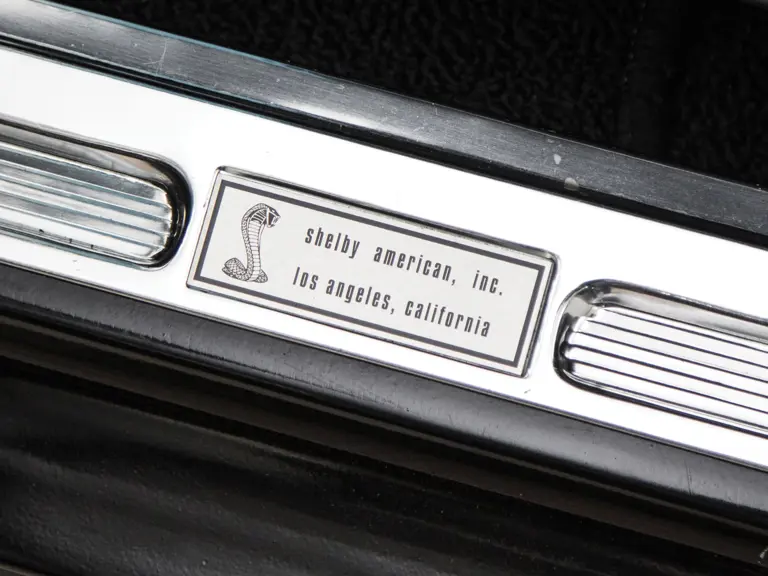 shelby american, inc.
los angeles, california